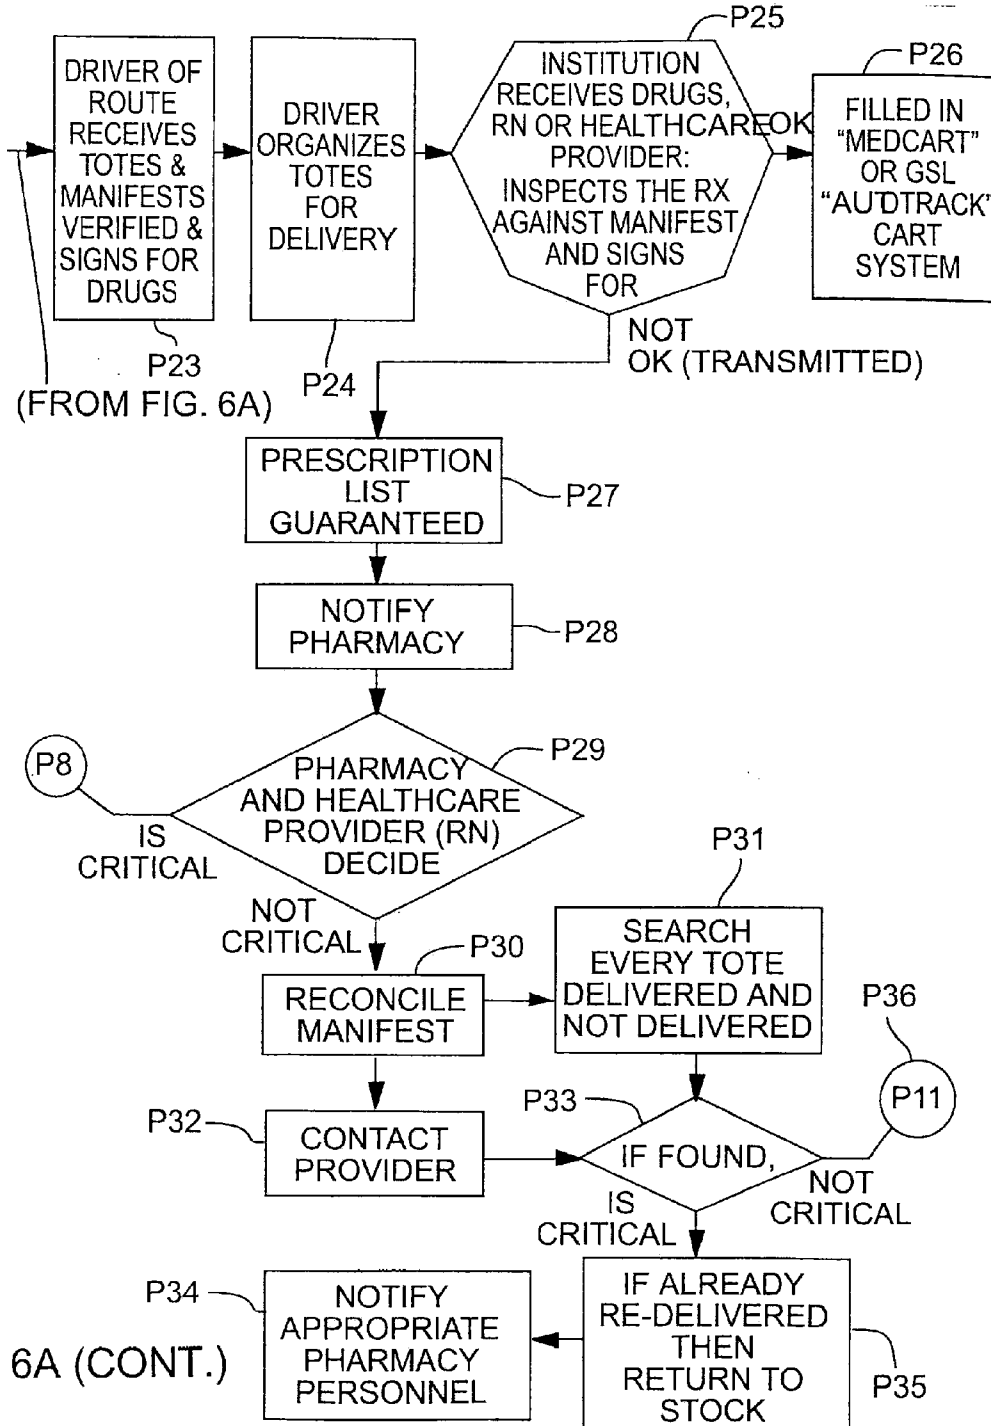 P25
P26
DRIVER OF
ROUTE
RECEIVES
TOTES &
MANIFESTS
VERIFIED &
SIGNS FOR
DRUGS
DRIVER
ORGANIZES
TOTES
FOR
DELIVERY
INSTITUTION
RECEIVES DRUGS,
RN OR HEALTHCARE
PROVIDER:
INSPECTS THE RX
AGAINST MANIFEST
AND SIGNS
FOR
OK
FILLED IN
"MEDCART"
OR GSL
"AUTOTRACK"
CART
SYSTEM
P23
P24
NOT
OK (TRANSMITTED)
(FROM FIG. 6A)
PRESCRIPTION
LIST
GUARANTEED
P27
NOTIFY
PHARMACY
P28
P8
IS
CRITICAL
PHARMACY
AND HEALTHCARE
PROVIDER (RN)
DECIDE
P29
NOT
CRITICAL
P30
RECONCILE
MANIFEST
P31
SEARCH
EVERY TOTE
DELIVERED AND
NOT DELIVERED
P36
P11
P32
CONTACT
PROVIDER
P33
IF FOUND,
NOT
CRITICAL
IS
CRITICAL
P34
NOTIFY
APPROPRIATE
PHARMACY
PERSONNEL
IF ALREADY
RE-DELIVERED
THEN
RETURN TO
STOCK
P35
6A (CONT.)